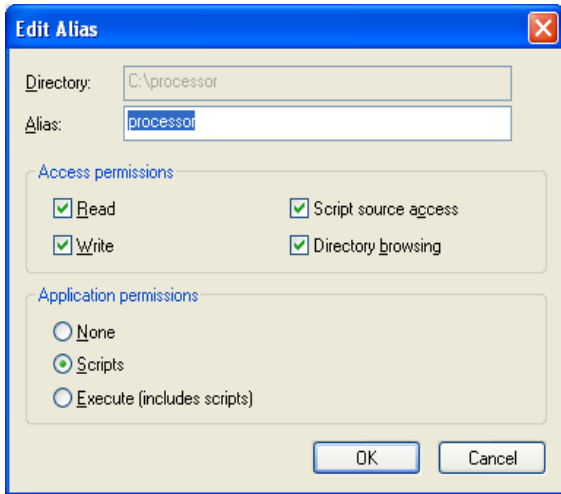 Edit Alias
Directory: C:\processor
Alias: processor
Access permissions
Read Script source access
Write Directory browsing
Application permissions
None
Scripts
Execute (includes scripts)
OK Cancel